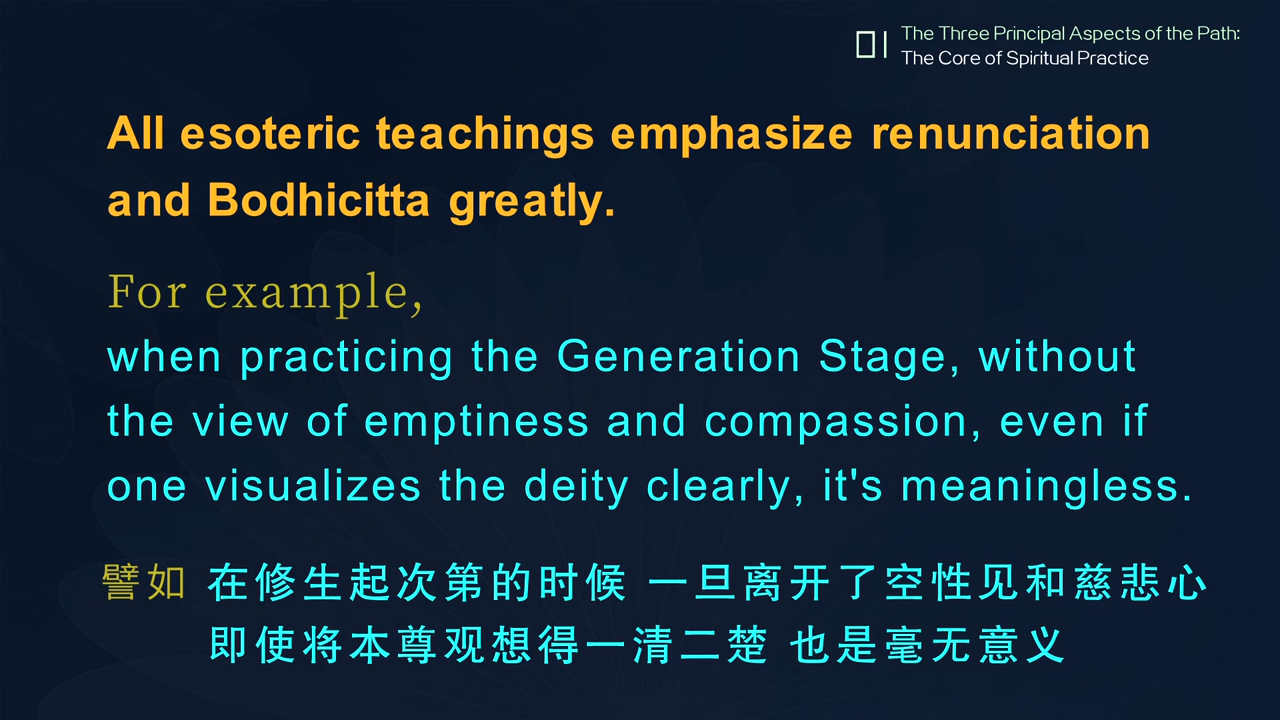 01
The Three Principal Aspects of the Path:
The Core of Spiritual Practice
All esoteric teachings emphasize renunciation
and Bodhicitta greatly.
For example,
when practicing the Generation Stage, without
the view of emptiness and compassion, even if
one visualizes the deity clearly, it's meaningless.
譬如 在修生起次第的时候 一旦离开了空性见和慈悲心
即使将本尊观想得一清二楚 也是毫无意义